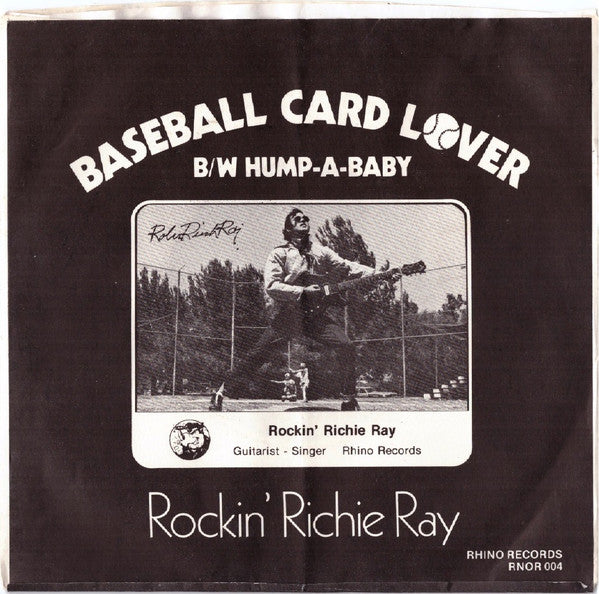 BASEBALL CARD LOVER
B/W HUMP-A-BABY
Rockin' Richie Ray
Rockin' Richie Ray
Guitarist - Singer Rhino Records
Rockin' Richie Ray
RHINO RECORDS
RNOR 004